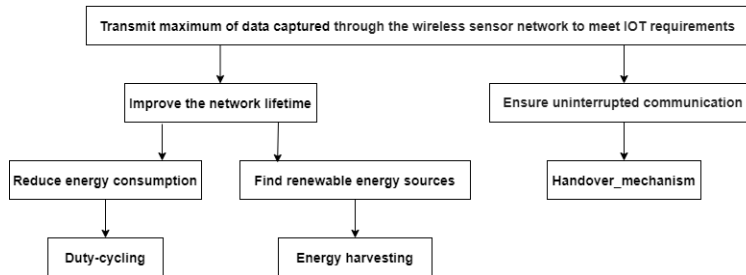 Transmit maximum of data captured through the wireless sensor network to meet IOT requirements
Improve the network lifetime
Ensure uninterrupted communication
Reduce energy consumption
Find renewable energy sources
Handover_mechanism
Duty-cycling
Energy harvesting